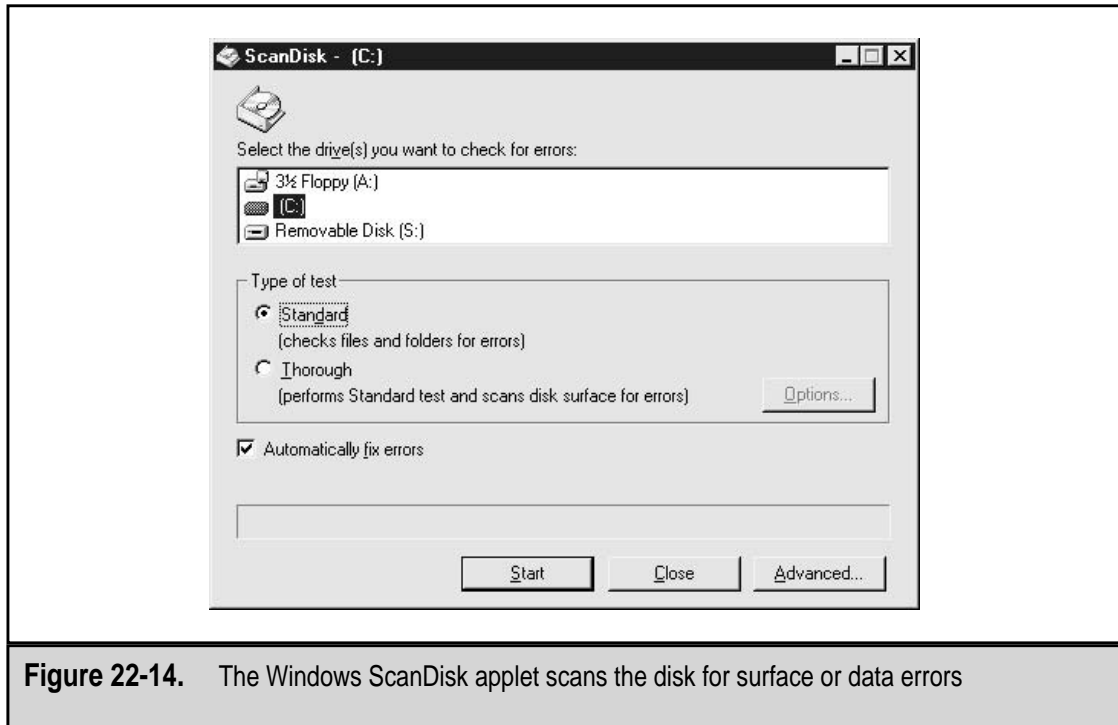 ScanDisk - (C:)
Select the drive(s) you want to check for errors:
3½ Floppy (A:)
(C:)
Removable Disk (S:)
Type of test
Standard
(checks files and folders for errors)
Thorough
(performs Standard test and scans disk surface for errors)
Options...
Automatically fix errors
Start
Close
Advanced...
Figure 22-14. The Windows ScanDisk applet scans the disk for surface or data errors